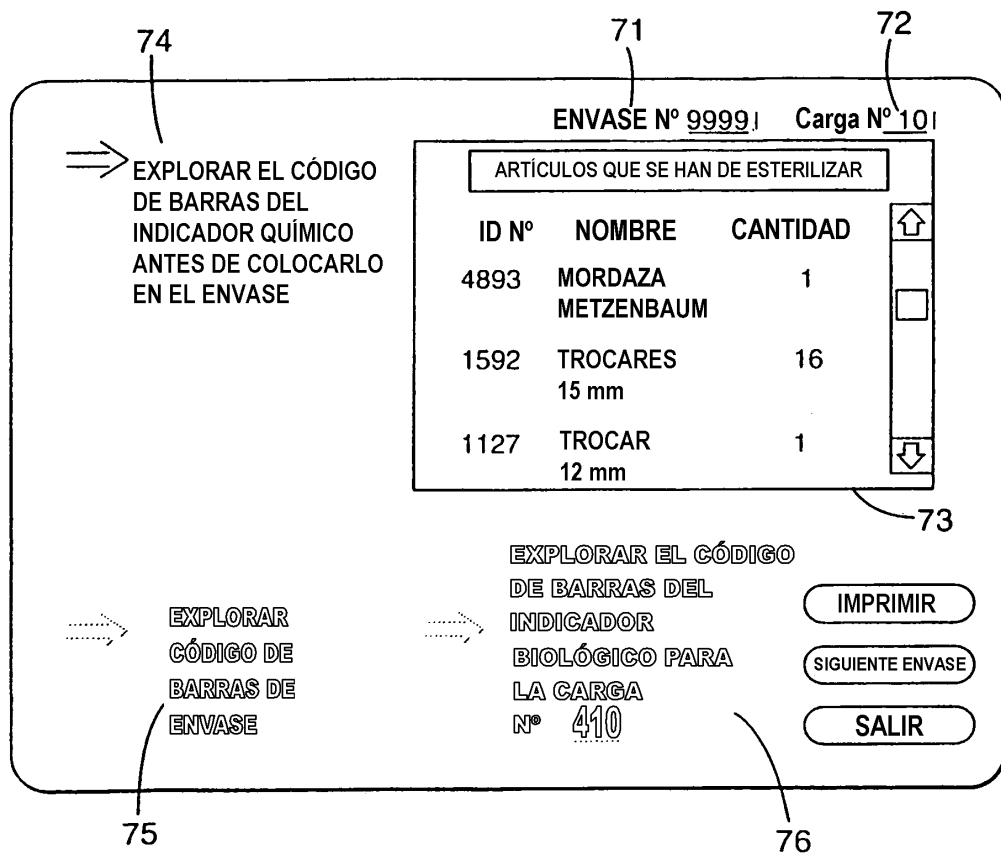 74
71
72
ENVASE Nº 9999
Carga Nº 10
EXPLORAR EL CÓDIGO
DE BARRAS DEL
INDICADOR QUÍMICO
ANTES DE COLOCARLO
EN EL ENVASE
ARTÍCULOS QUE SE HAN DE ESTERILIZAR
ID Nº NOMBRE CANTIDAD
4893 MORDAZA 1
METZENBAUM
1592 TROCARES 16
15 mm
1127 TROCAR 1
12 mm
73
EXPLORAR
CÓDIGO DE
BARRAS DE
ENVASE
EXPLORAR EL CÓDIGO
DE BARRAS DEL
INDICADOR
BIOLÓGICO PARA
LA CARGA
Nº 410
IMPRIMIR
SIGUIENTE ENVASE
SALIR
75
76